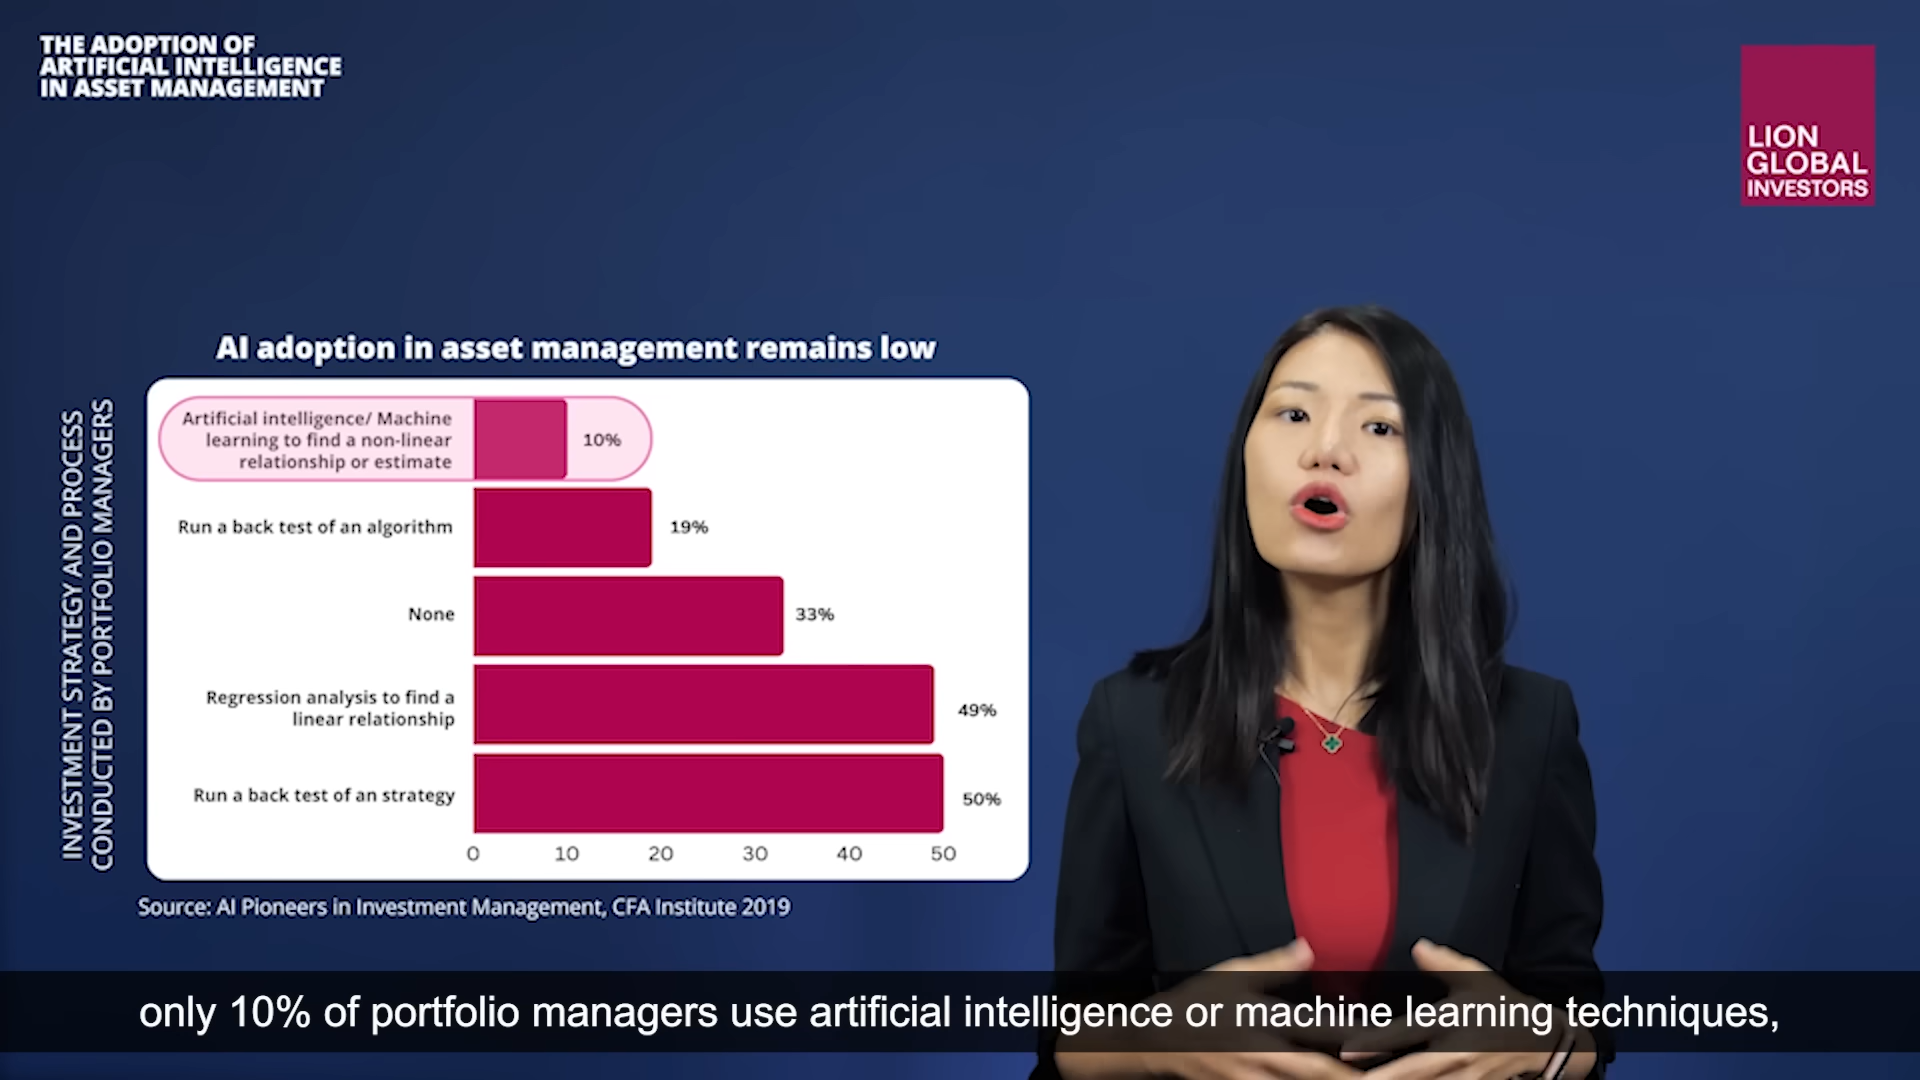 THE ADOPTION OF
ARTIFICIAL INTELLIGENCE
IN ASSET MANAGEMENT
LION
GLOBAL
INVESTORS
AI adoption in asset management remains low
INVESTMENT STRATEGY AND PROCESS
CONDUCTED BY PORTFOLIO MANAGERS
Artificial intelligence/ Machine
learning to find a non-linear
relationship or estimate
10%
Run a back test of an algorithm
19%
None
33%
Regression analysis to find a
linear relationship
49%
Run a back test of an strategy
50%
0 10 20 30 40 50
Source: AI Pioneers in Investment Management, CFA Institute 2019
only 10% of portfolio managers use artificial intelligence or machine learning techniques,